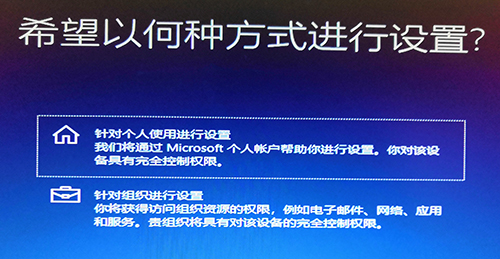 希望以何种方式进行设置?
针对个人使用进行设置
我们将通过 Microsoft 个人帐户帮助你进行设置。你对该设
备具有完全控制权限。
针对组织进行设置
你将获得访问组织资源的权限，例如电子邮件、网络、应用
和服务。贵组织将具有对该设备的完全控制权限。